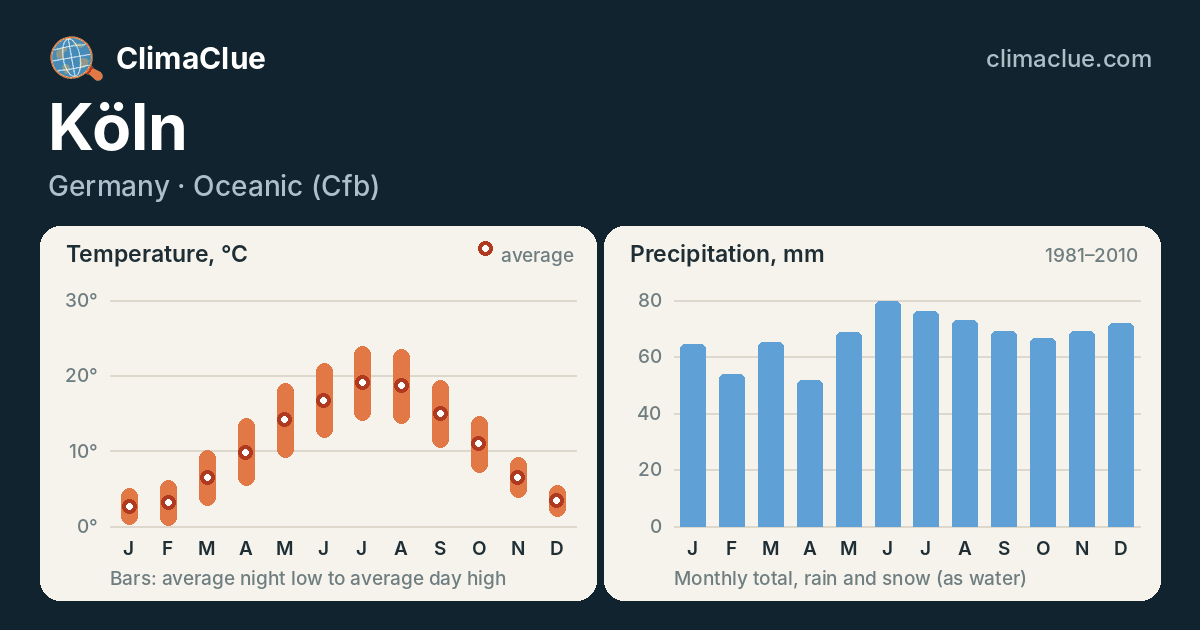 ClimaClue
climaclue.com
Köln
Germany · Oceanic (Cfb)
Temperature, °C
average
30°
20°
10°
0°
J F M A M J J A S O N D
Bars: average night low to average day high
Precipitation, mm
1981–2010
80
60
40
20
0
J F M A M J J A S O N D
Monthly total, rain and snow (as water)